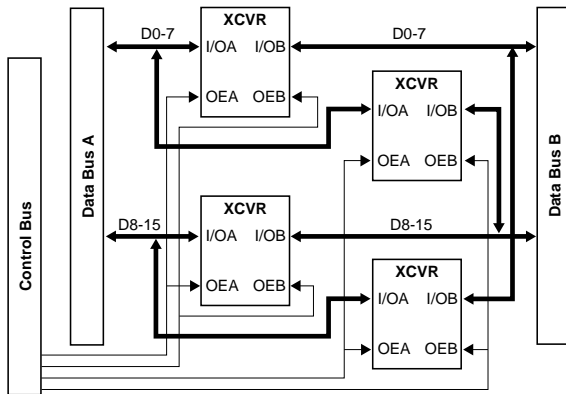 XCVR
D0-7
I/OA I/OB
D0-7
OEA OEB
XCVR
I/OA I/OB
OEA OEB
XCVR
D8-15
I/OA I/OB
D8-15
OEA OEB
XCVR
I/OA I/OB
OEA OEB
Control Bus
Data Bus A
Data Bus B